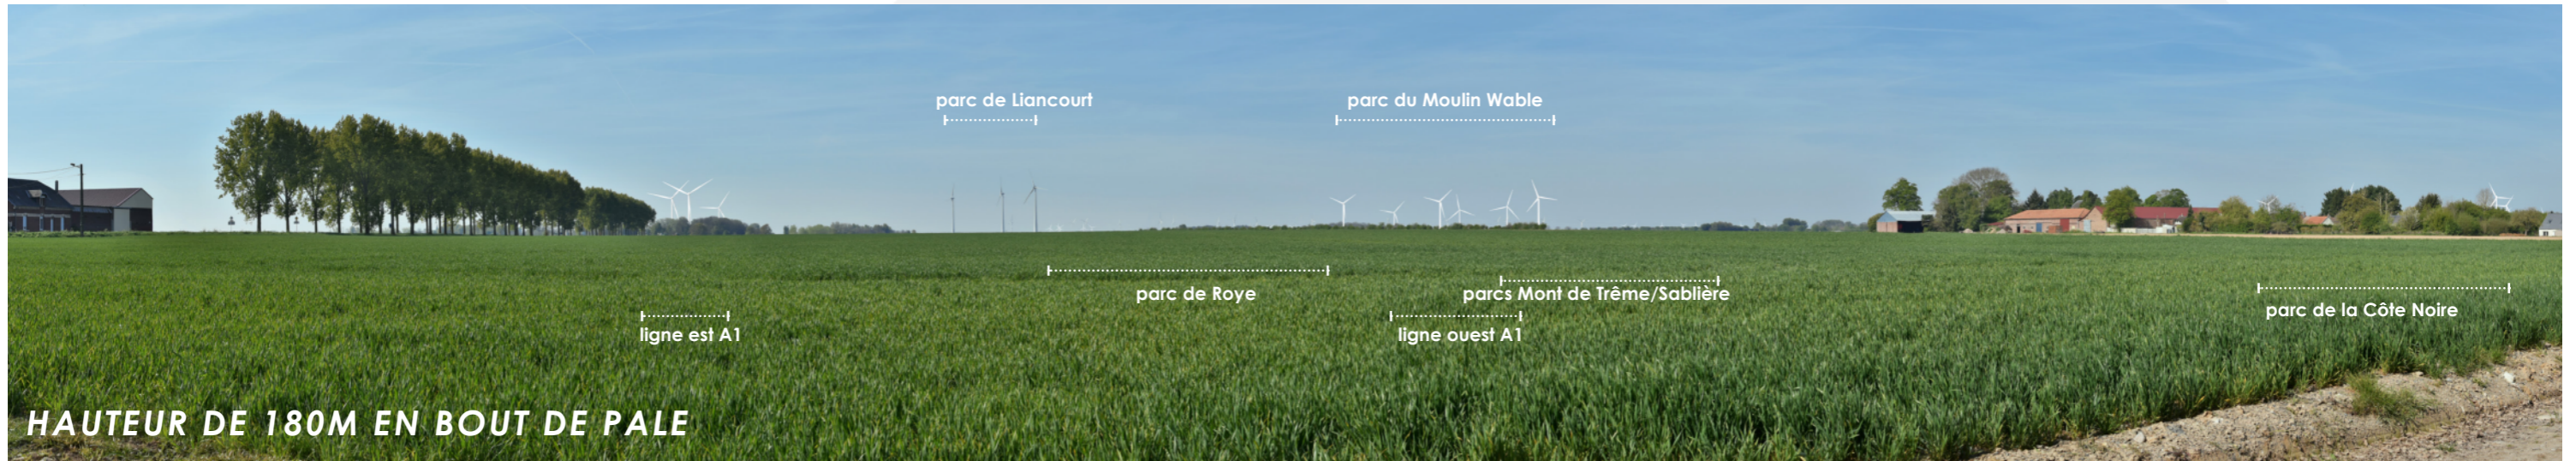 parc de Liancourt
parc du Moulin Wable
parc de Roye
parcs Mont de Trême/Sablière
parc de la Côte Noire
ligne est A1
ligne ouest A1
HAUTEUR DE 180M EN BOUT DE PALE